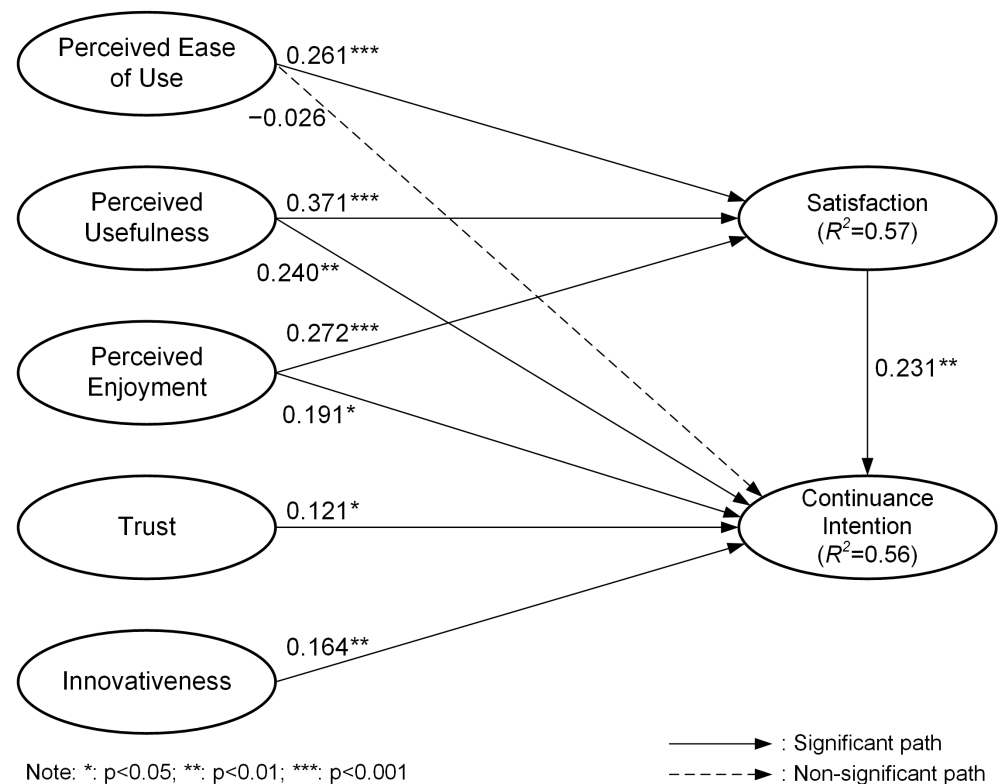 Perceived Ease
of Use
0.261***
−0.026
Perceived
Usefulness
0.371***
0.240**
Satisfaction
(R²=0.57)
Perceived
Enjoyment
0.272***
0.191*
0.231**
Trust
0.121*
Continuance
Intention
(R²=0.56)
Innovativeness
0.164**
: Significant path
: Non-significant path
Note: *: p<0.05; **: p<0.01; ***: p<0.001